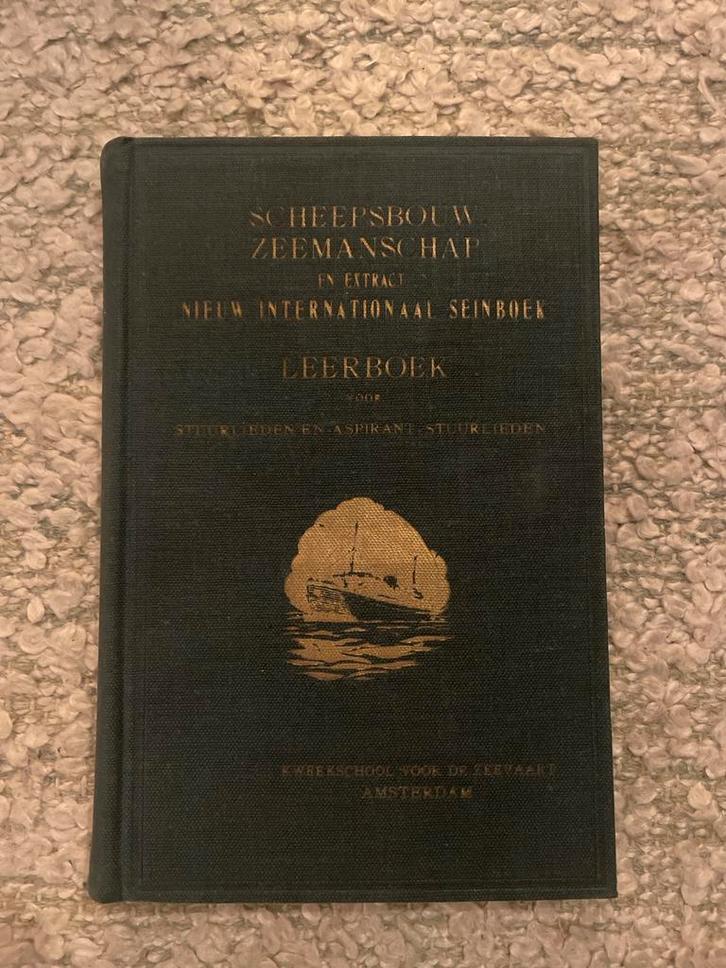 SCHEEPSBOUW
ZEEMANSCHAP
EN EXTRACT
NIEUW INTERNATIONAAL SEINBOEK
LEERBOEK
VOOR
STUURLIEDEN EN ASPIRANT-STUURLIEDEN
KWEEKSCHOOL VOOR DE ZEEVAART
AMSTERDAM